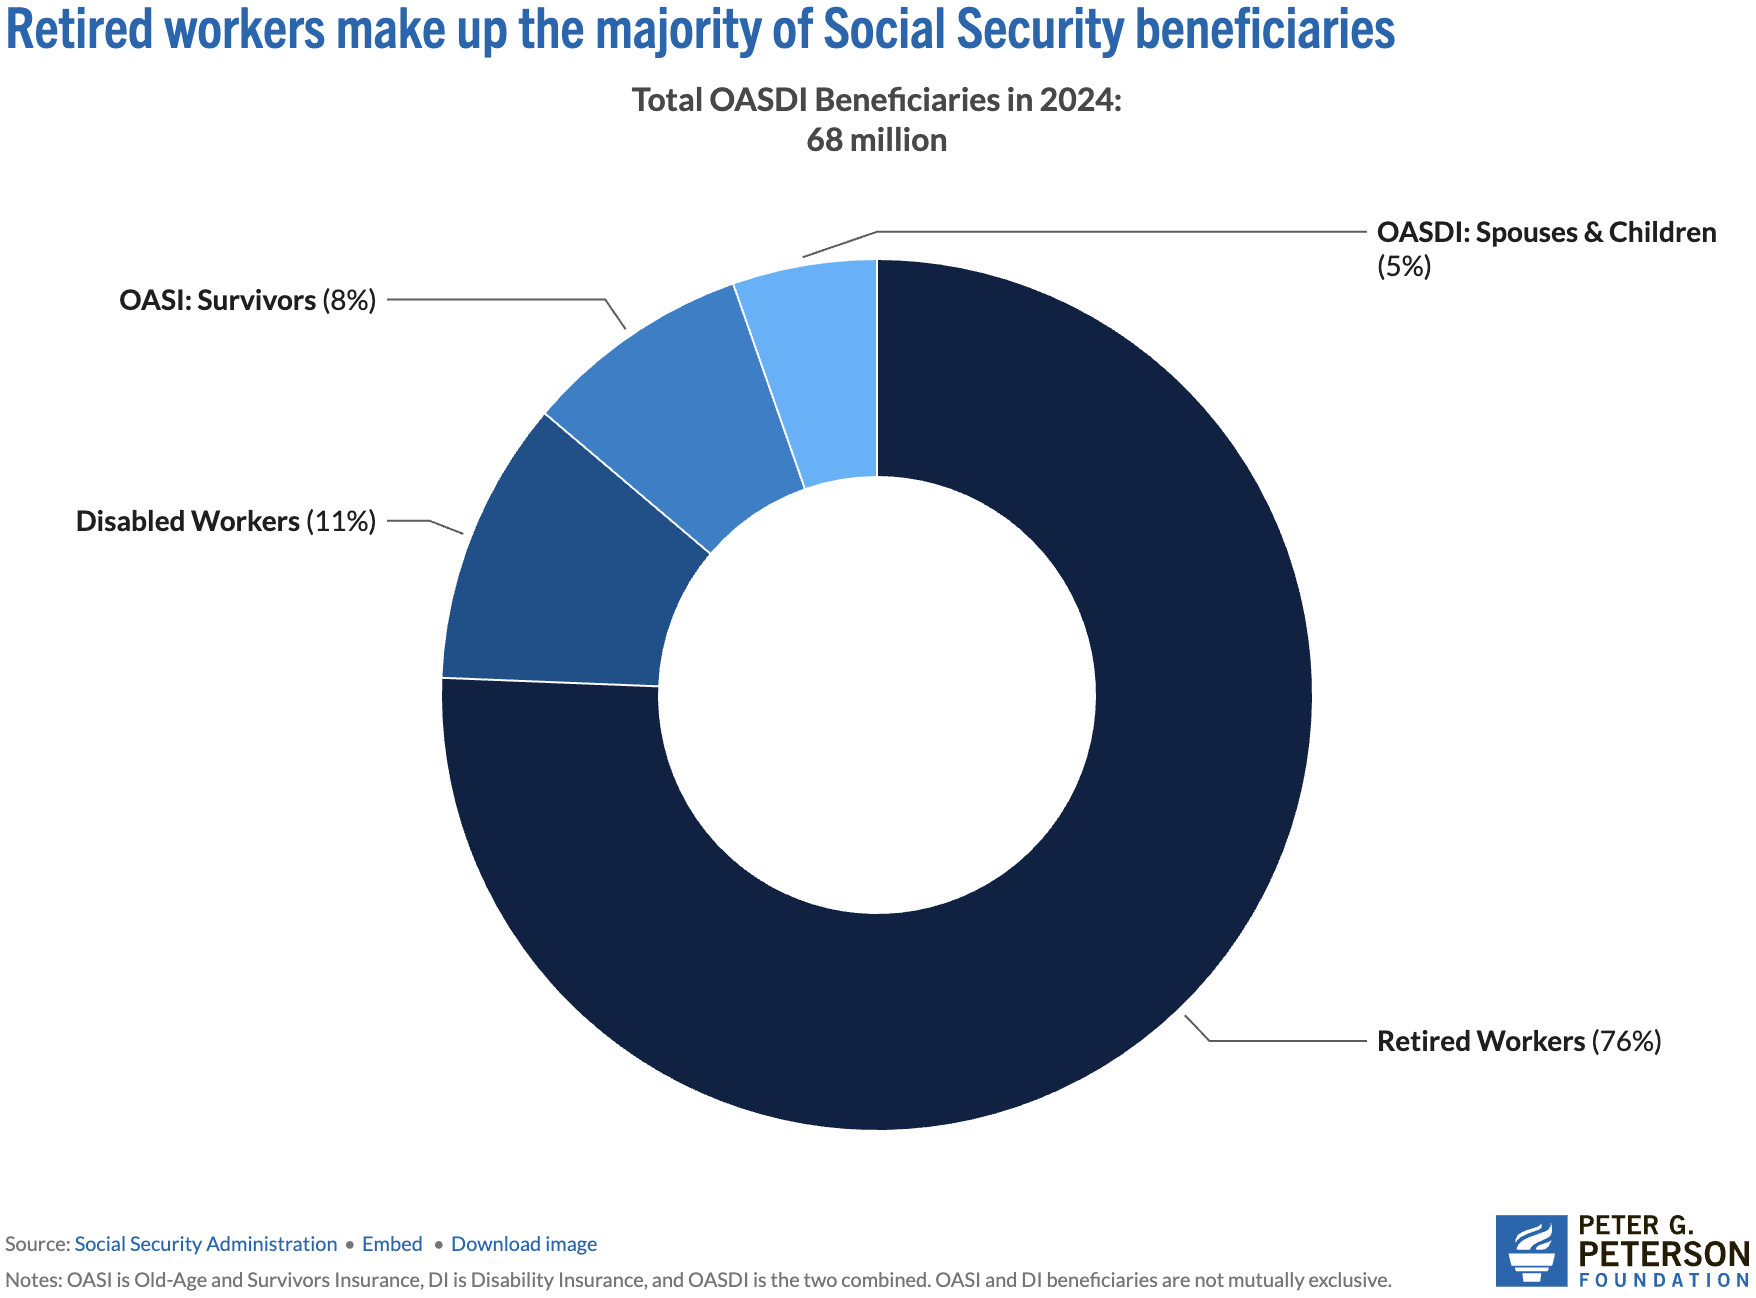 Retired workers make up the majority of Social Security beneficiaries
Total OASDI Beneficiaries in 2024:
68 million
OASDI: Spouses & Children
(5%)
OASI: Survivors (8%)
Disabled Workers (11%)
Retired Workers (76%)
Source: Social Security Administration • Embed • Download image
Notes: OASI is Old-Age and Survivors Insurance, DI is Disability Insurance, and OASDI is the two combined. OASI and DI beneficiaries are not mutually exclusive.
PETER G.
PETERSON
FOUNDATION